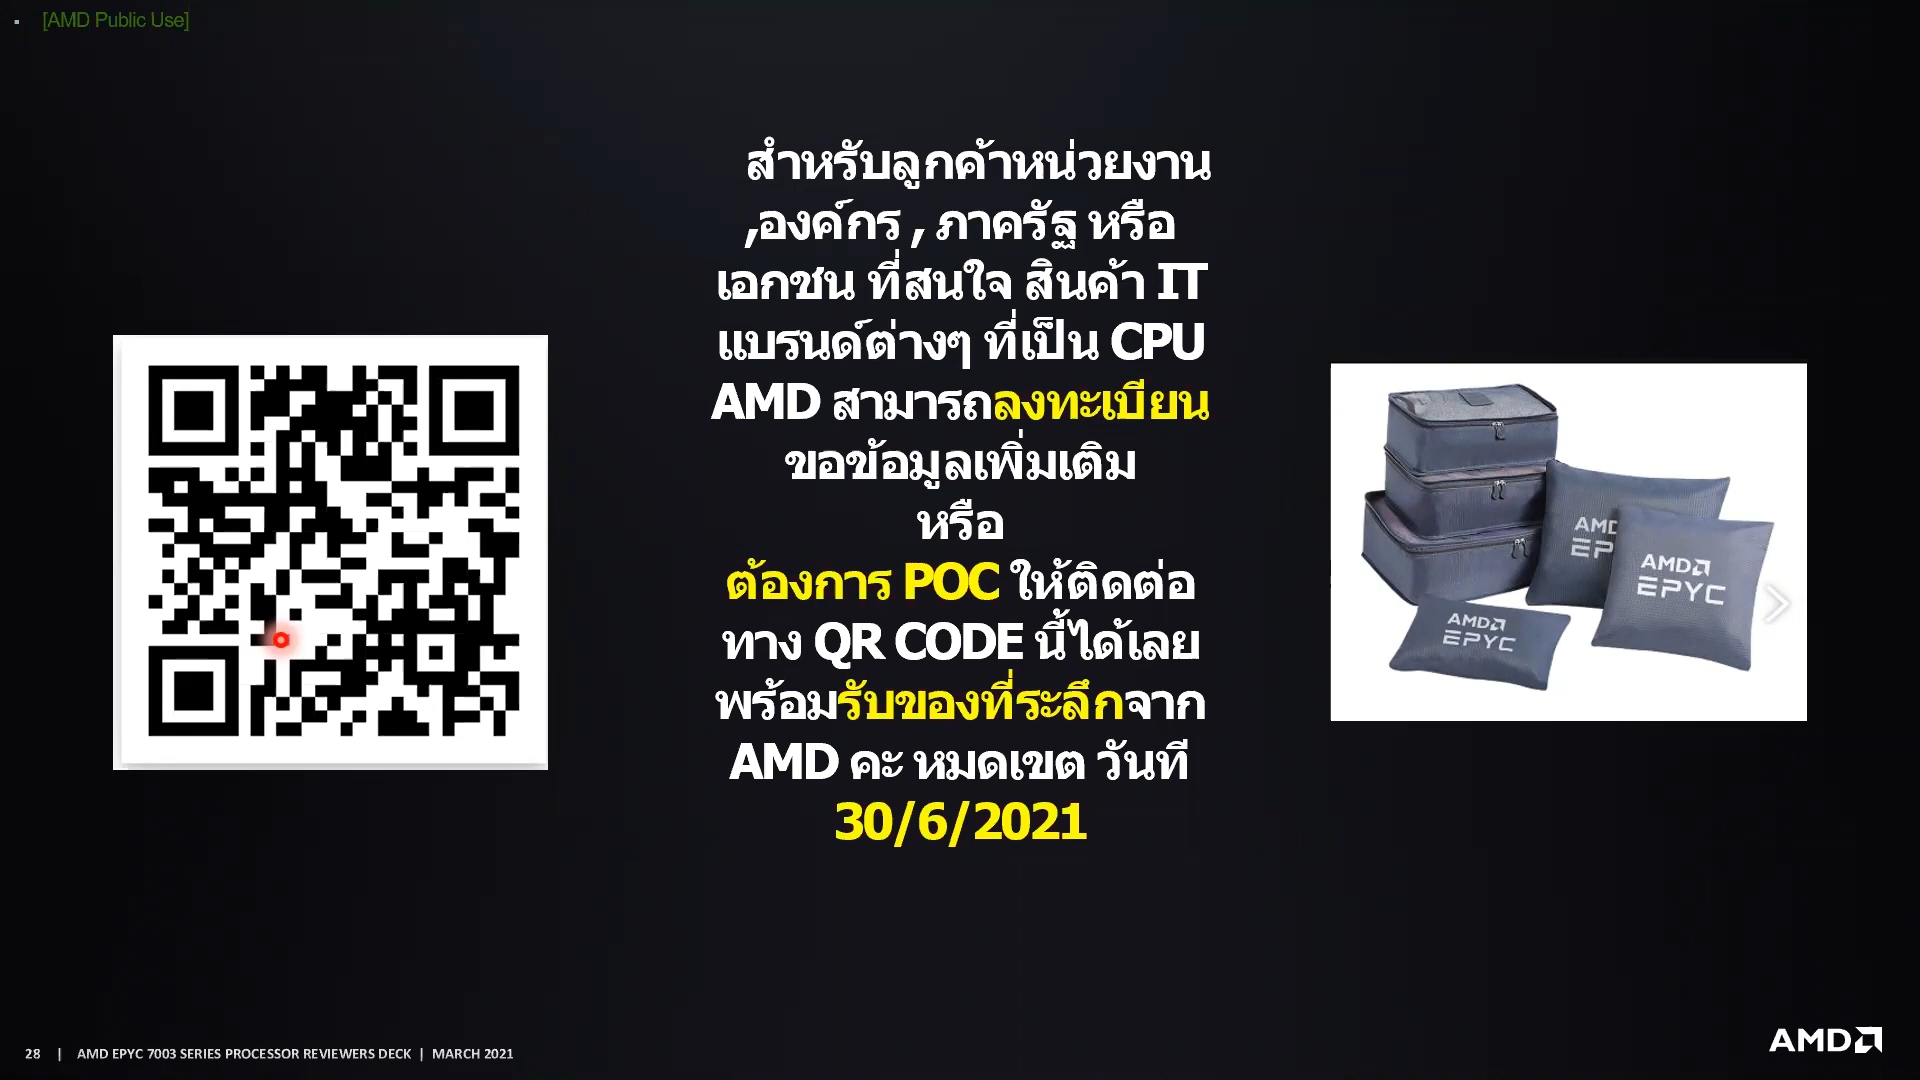 [AMD Public Use]
สำหรับลูกค้าหน่วยงาน
,องค์กร , ภาครัฐ หรือ
เอกชน ที่สนใจ สินค้า IT
แบรนด์ต่างๆ ที่เป็น CPU
AMD สามารถลงทะเบียน
ขอข้อมูลเพิ่มเติม
หรือ
ต้องการ POC ให้ติดต่อ
ทาง QR CODE นี้ได้เลย
พร้อมรับของที่ระลึกจาก
AMD คะ หมดเขต วันที่
30/6/2021
AMD
EP
AMD
EPYC
AMD
EPYC
28 | AMD EPYC 7003 SERIES PROCESSOR REVIEWERS DECK | MARCH 2021
AMD